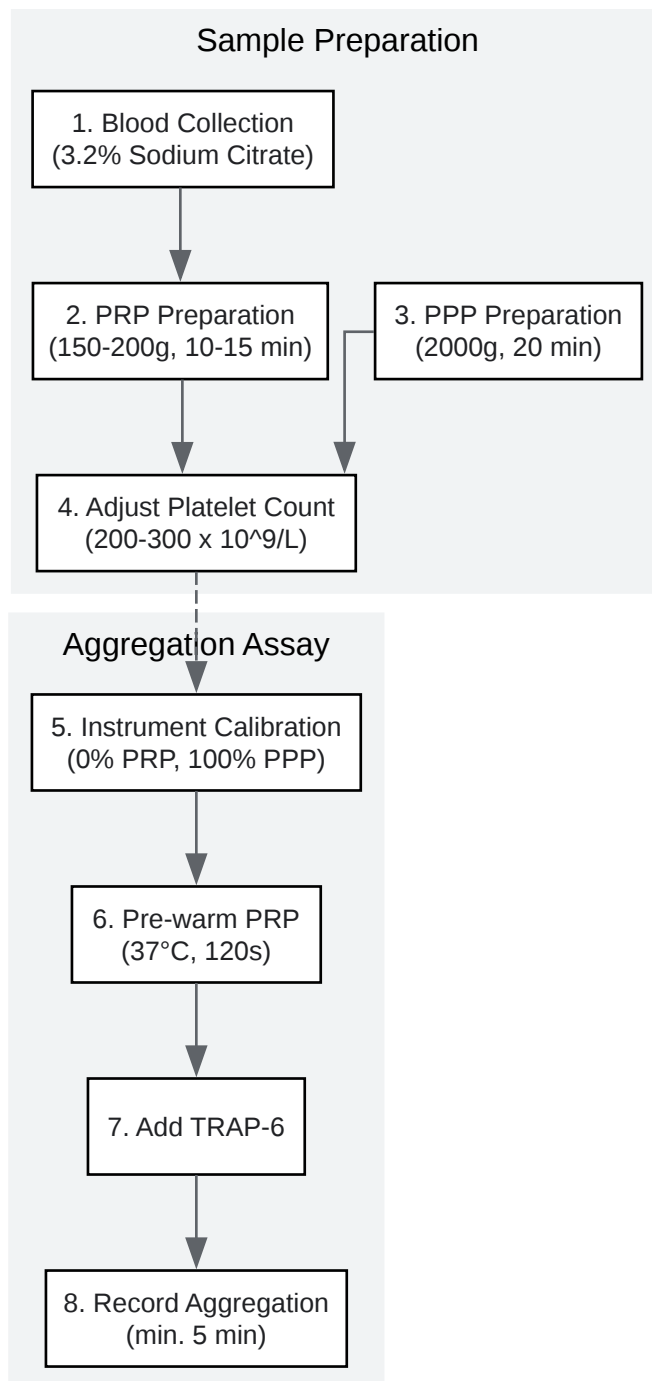 Sample Preparation
1. Blood Collection
(3.2% Sodium Citrate)
2. PRP Preparation
(150-200g, 10-15 min)
3. PPP Preparation
(2000g, 20 min)
4. Adjust Platelet Count
(200-300 x 10^9/L)
Aggregation Assay
5. Instrument Calibration
(0% PRP, 100% PPP)
6. Pre-warm PRP
(37°C, 120s)
7. Add TRAP-6
8. Record Aggregation
(min. 5 min)